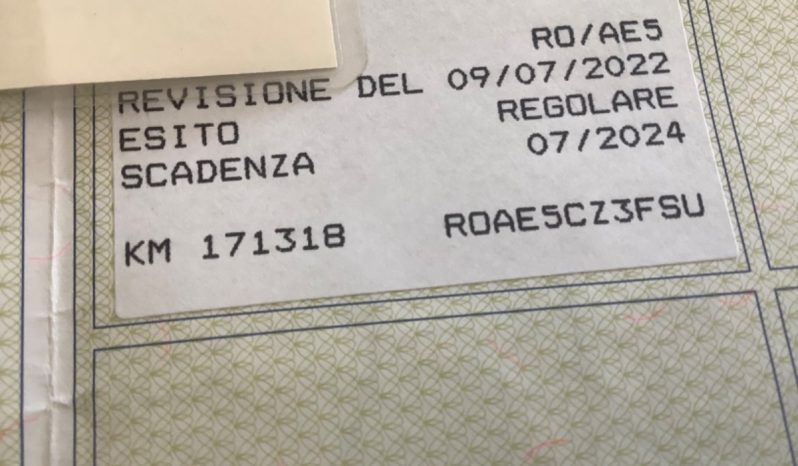 RO/AE5
REVISIONE DEL 09/07/2022
ESITO REGOLARE
SCADENZA 07/2024
KM 171318 ROAE5CZ3FSU